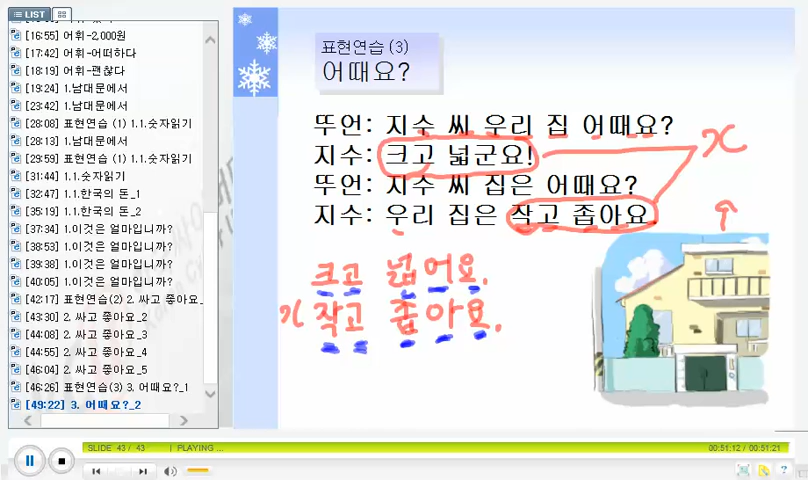 LIST
[16:55] 어휘-2,000원
[17:42] 어휘-어떠하다
[18:19] 어휘-괜찮다
[19:24] 1.남대문에서
[23:42] 1.남대문에서
[28:08] 표현연습 (1) 1.1.숫자읽기
[28:54] 1.남대문에서
[29:59] 표현연습 (1) 1.1.숫자읽기
[31:44] 1.1.숫자읽기
[32:47] 1.1.한국의 돈_1
[35:19] 1.1.한국의 돈_2
[37:34] 1.이것은 얼마입니까?
[38:53] 1.이것은 얼마입니까?
[39:38] 1.이것은 얼마입니까?
[40:05] 1.이것은 얼마입니까?
[42:17] 표현연습(2) 2. 싸고 좋아요_
[43:30] 2. 싸고 좋아요_2
[44:08] 2. 싸고 좋아요_3
[44:55] 2. 싸고 좋아요_4
[46:04] 2. 싸고 좋아요_5
[46:26] 표현연습(3) 3. 어때요?_1
[49:22] 3. 어때요?_2
표현연습 (3)
어때요?
뚜언: 지수 씨 우리 집 어때요?
지수: 크고 넓군요!
뚜언: 지수 씨 집은 어때요?
지수: 우리 집은 작고 좁아요.
크고 넓어요.
작고 좁아요.
SLIDE 43 / 43 | PLAYING ...
00:51:12 / 00:51:21